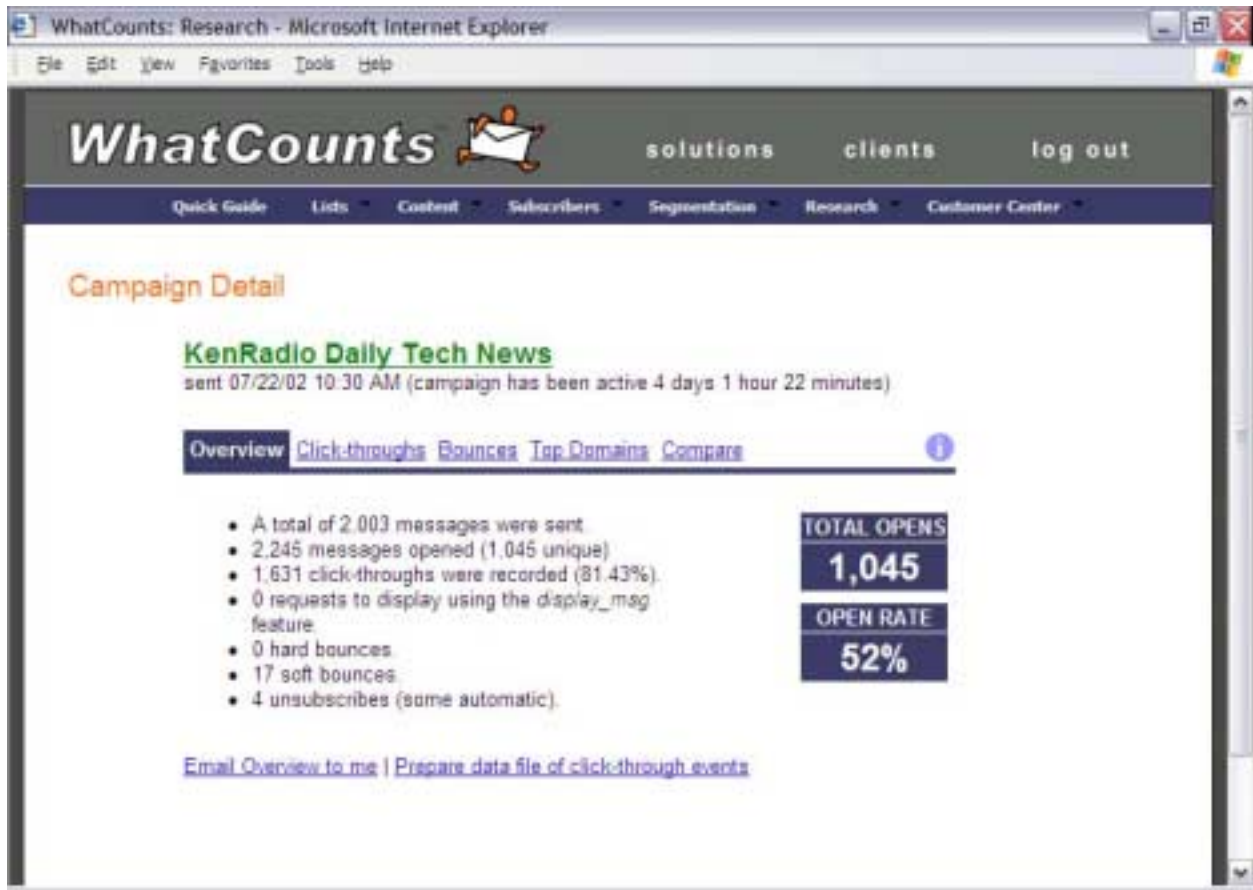 WhatCounts: Research - Microsoft Internet Explorer
File Edit View Favorites Tools Help
WhatCounts solutions clients log out
Quick Guide Lists Content Subscribers Segmentation Research Customer Center
Campaign Detail
KenRadio Daily Tech News
sent 07/22/02 10:30 AM (campaign has been active 4 days 1 hour 22 minutes)
Overview Click-throughs Bounces Top Domains Compare i
• A total of 2,003 messages were sent.
• 2,245 messages opened (1,045 unique)
• 1,631 click-throughs were recorded (81.43%).
• 0 requests to display using the display_msg
feature.
• 0 hard bounces.
• 17 soft bounces.
• 4 unsubscribes (some automatic).
TOTAL OPENS
1,045
OPEN RATE
52%
Email Overview to me | Prepare data file of click-through events